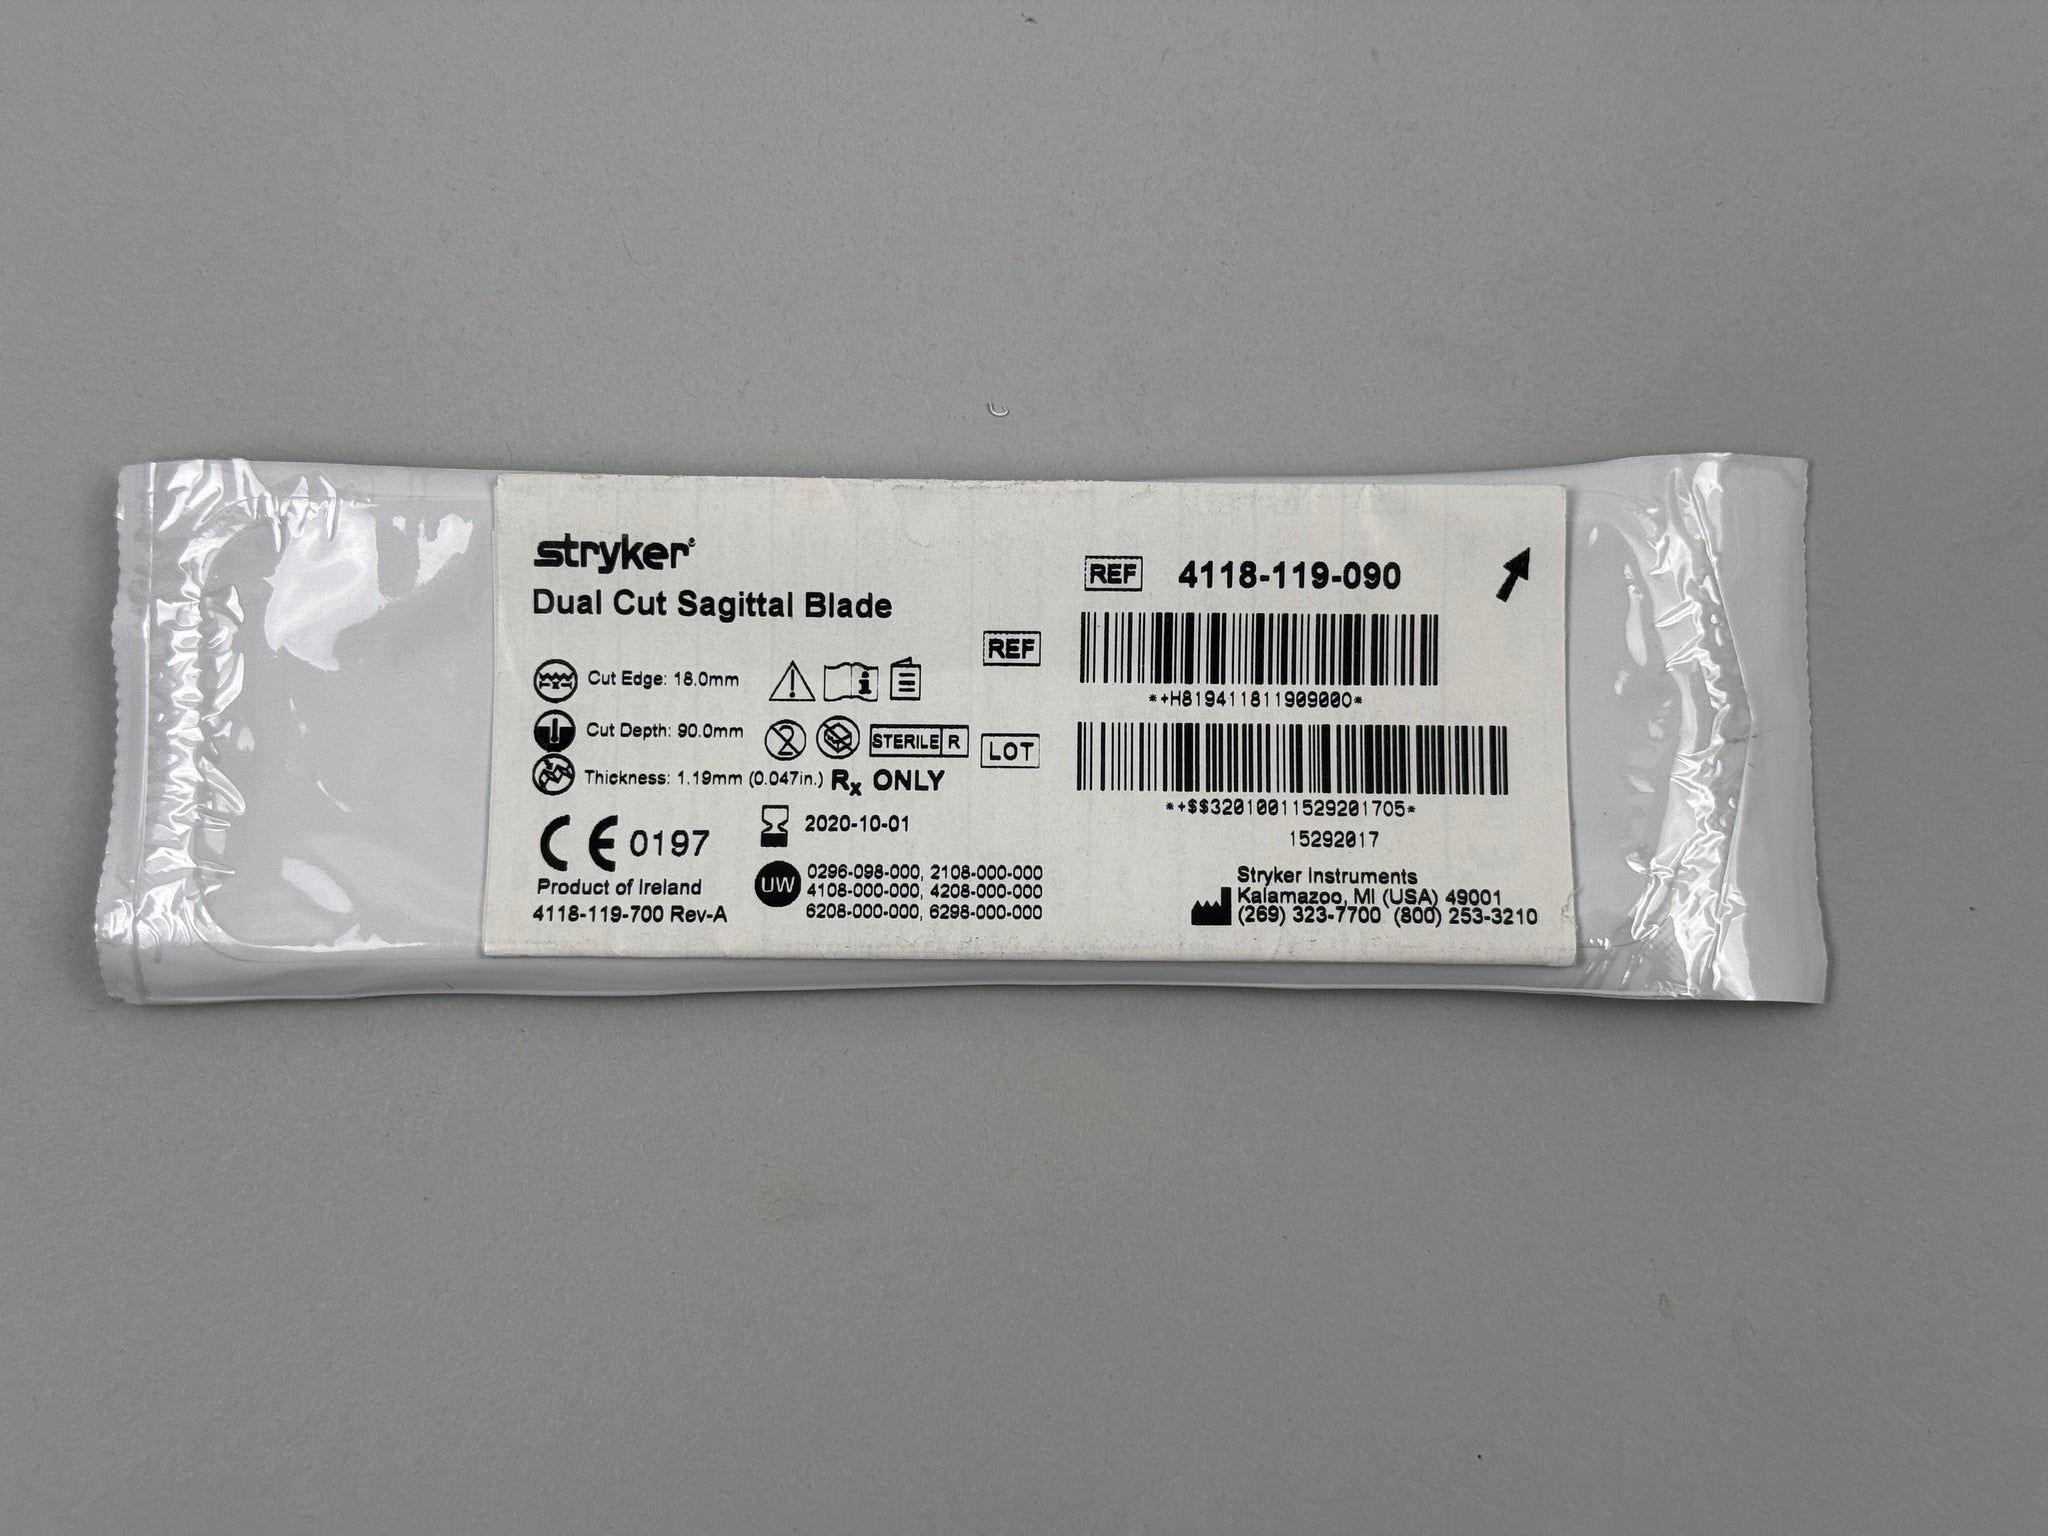 stryker®
Dual Cut Sagittal Blade
Cut Edge: 18.0mm
Cut Depth: 90.0mm
Thickness: 1.19mm (0.047in.)
2
STERILE R
Rx ONLY
CE 0197
2020-10-01
Product of Ireland
4118-119-700 Rev-A
UW
0296-098-000, 2108-000-000
4108-000-000, 4208-000-000
6208-000-000, 6298-000-000
REF 4118-119-090
REF
*+H819411811909000*
LOT
*+$$32010011529201705*
15292017
Stryker Instruments
Kalamazoo, MI (USA) 49001
(269) 323-7700 (800) 253-3210